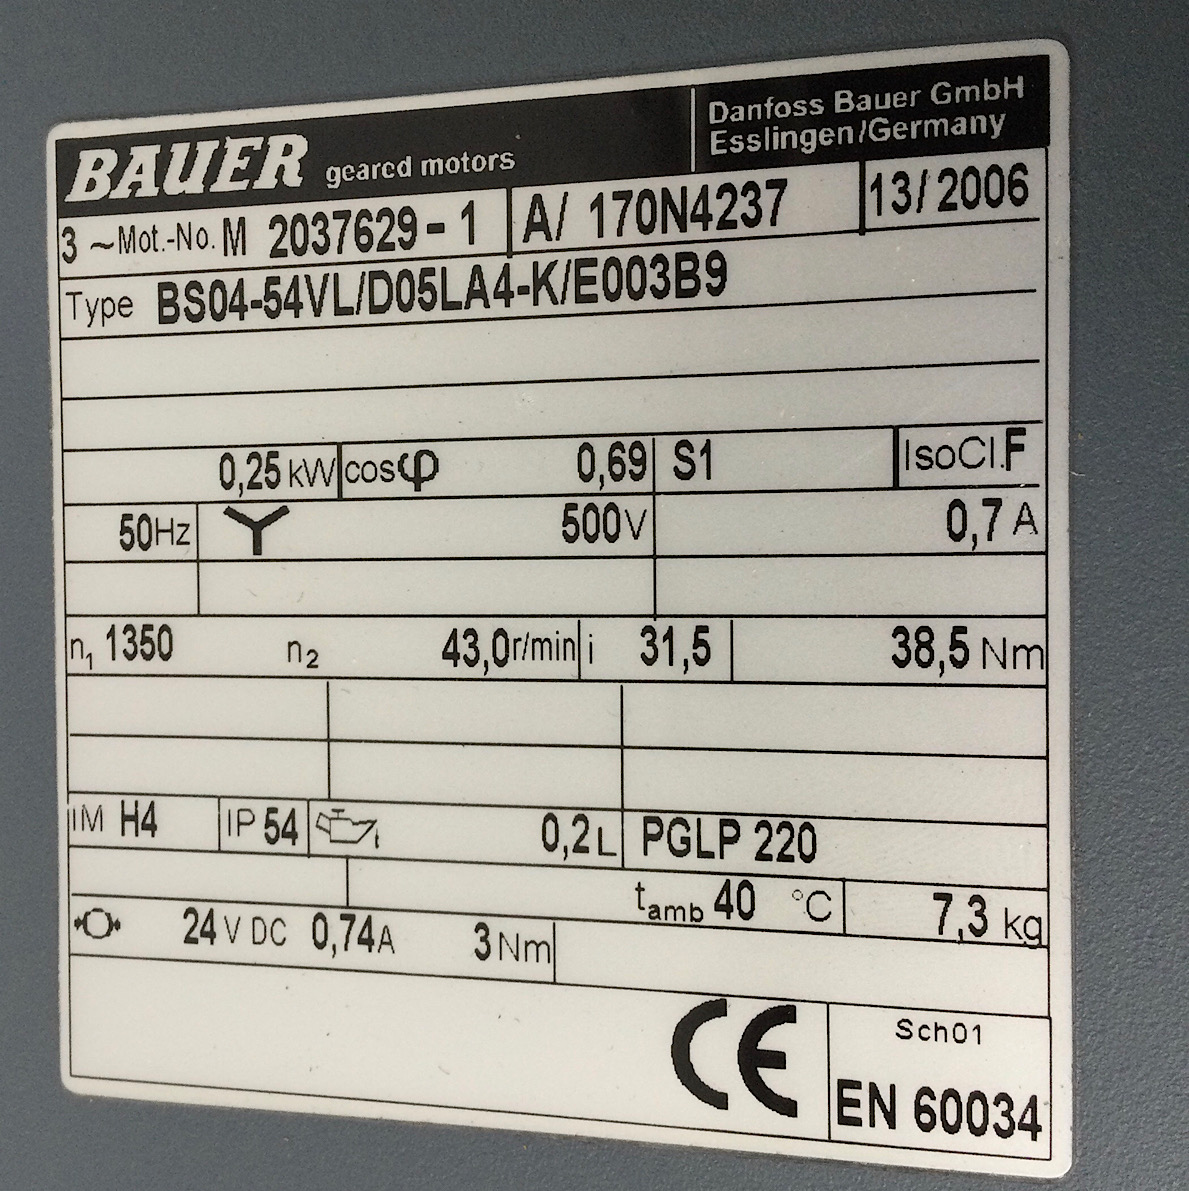 BAUER geared motors
Danfoss Bauer GmbH
Esslingen/Germany
3 ~Mot.-No. M 2037629-1 A/ 170N4237 13/2006
Type BS04-54VL/D05LA4-K/E003B9
0,25 kW cosφ 0,69 S1 IsoCl.F
50Hz Y 500V 0,7 A
n1 1350 n2 43,0r/min i 31,5 38,5 Nm
IM H4 IP 54 0,2 L PGLP 220
tamb 40 °C 7,3 kg
24 V DC 0,74A 3 Nm
CE
Sch01
EN 60034